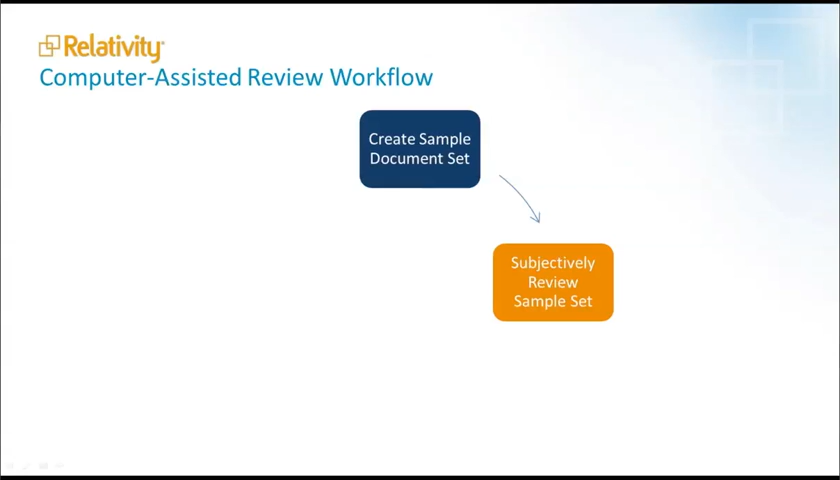 Relativity
Computer-Assisted Review Workflow
Create Sample
Document Set
Subjectively
Review
Sample Set